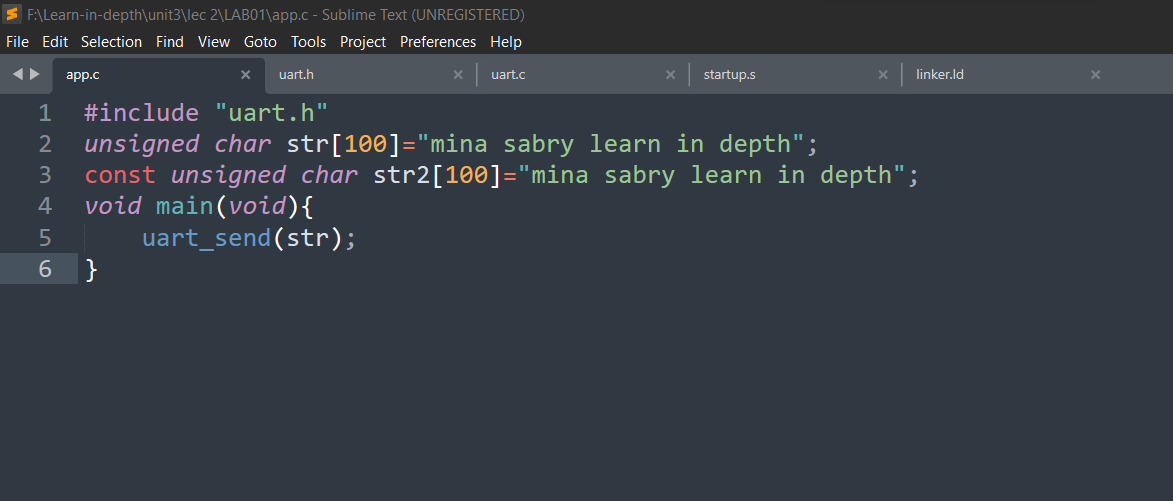 F:\Learn-in-depth\unit3\lec 2\LAB01\app.c - Sublime Text (UNREGISTERED)
File Edit Selection Find View Goto Tools Project Preferences Help
app.c × uart.h × uart.c × startup.s × linker.ld ×
1 #include "uart.h"
2 unsigned char str[100]="mina sabry learn in depth";
3 const unsigned char str2[100]="mina sabry learn in depth";
4 void main(void){
5     uart_send(str);
6 }